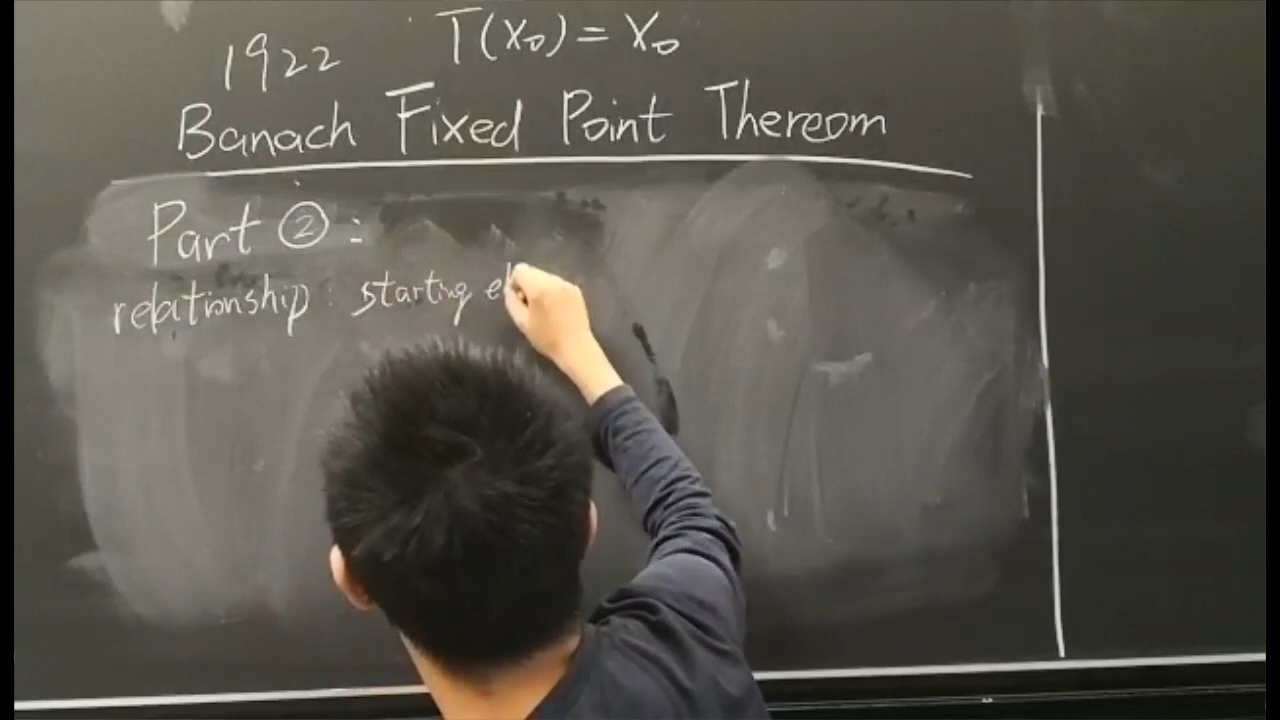 1922 T(x₀) = x₀
Banach Fixed Point Thereom
Part ② :
relationship : starting